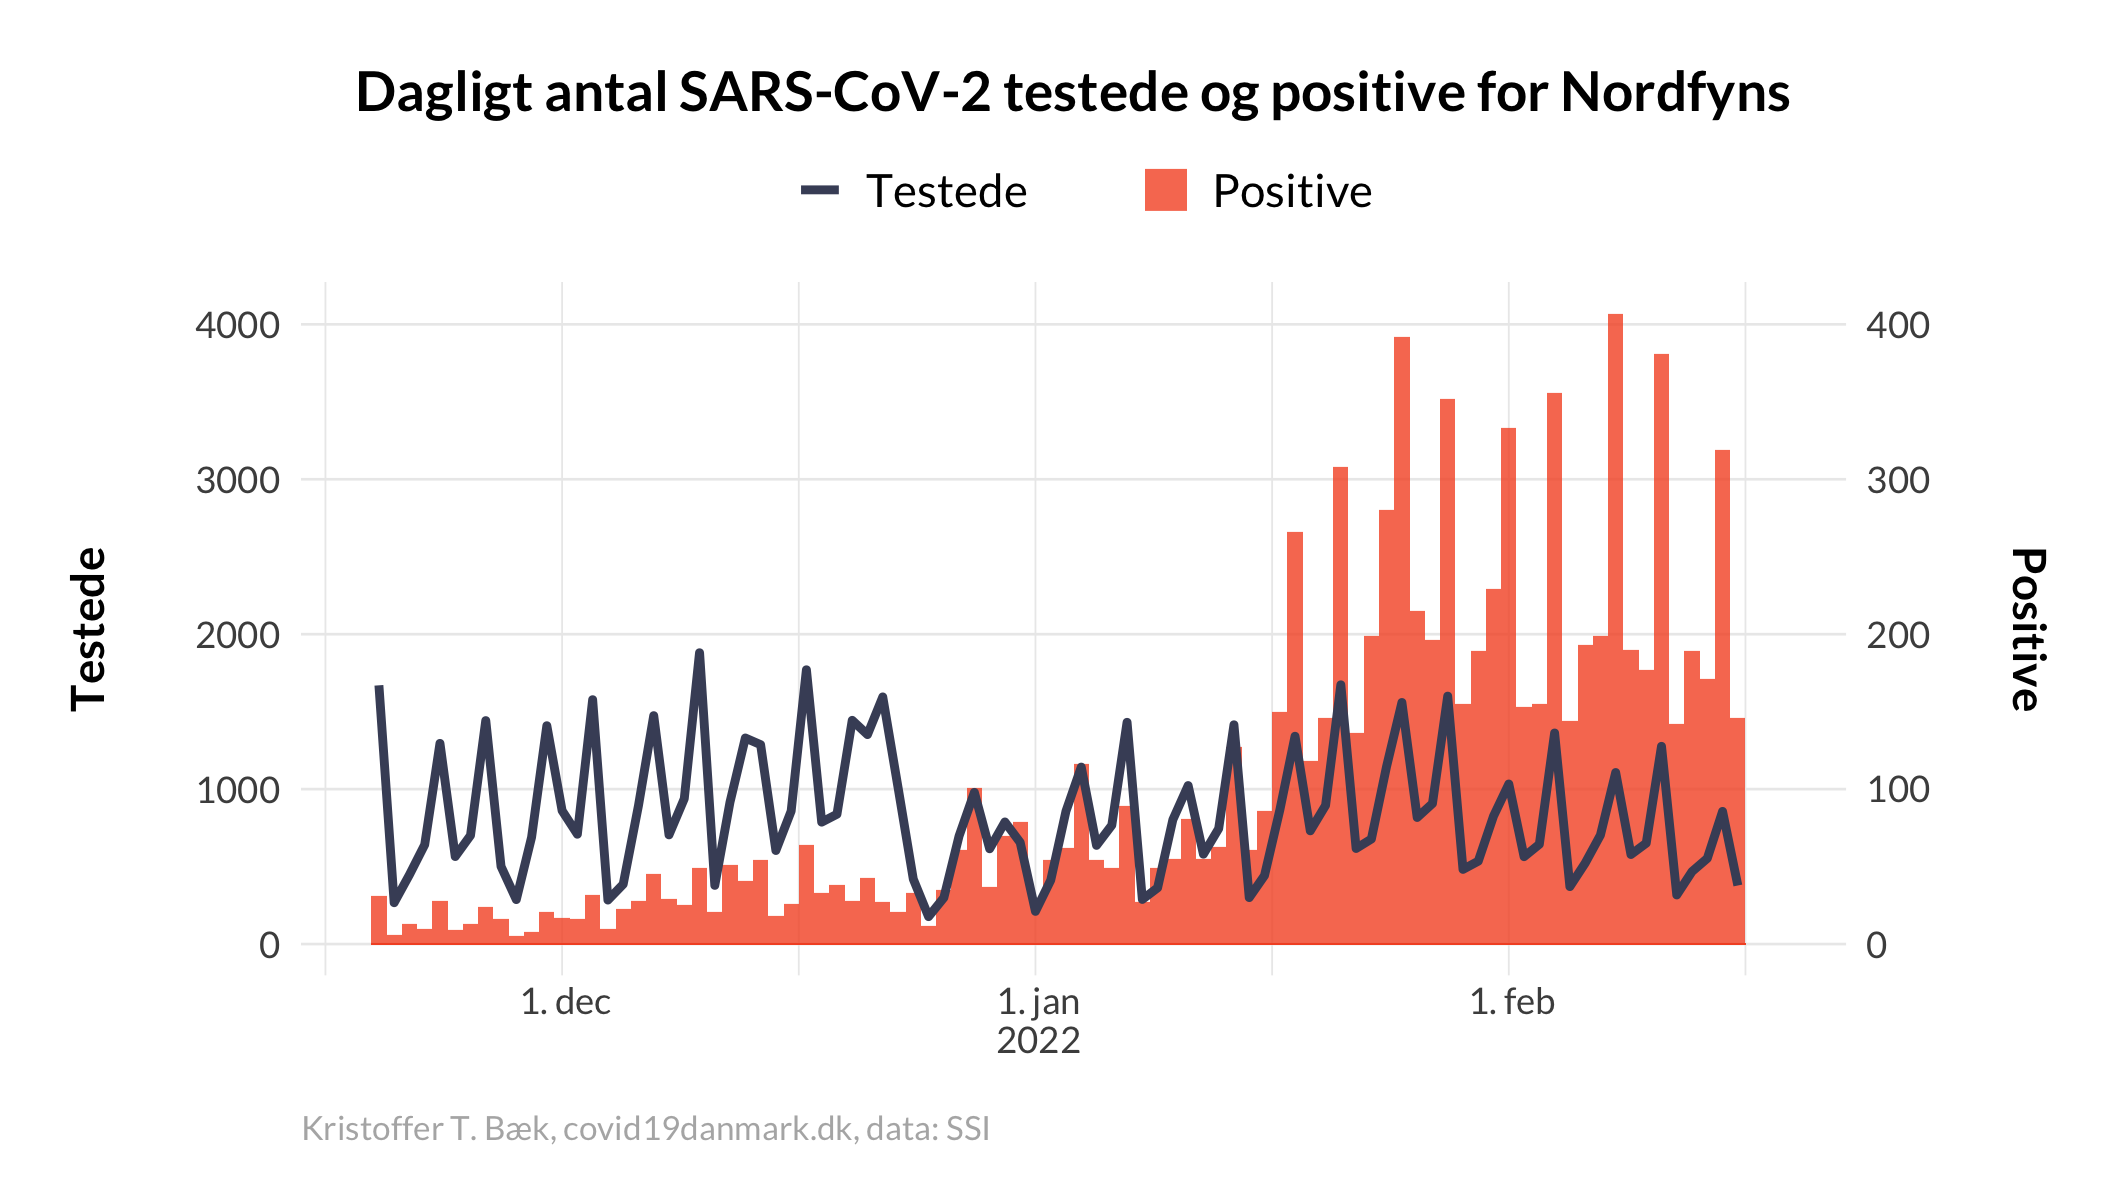 Dagligt antal SARS-CoV-2 testede og positive for Nordfyns
Testede
Positive
4000
3000
2000
1000
0
Testede
400
300
200
100
0
Positive
1. dec
1. jan
2022
1. feb
Kristoffer T. Bæk, covid19danmark.dk, data: SSI